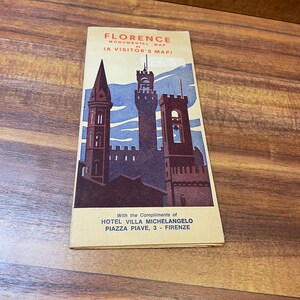 FLORENCE
MONUMENTAL MAP
(A VISITOR'S MAP)
With the Compliments of
HOTEL VILLA MICHELANGELO
PIAZZA PIAVE, 3 - FIRENZE